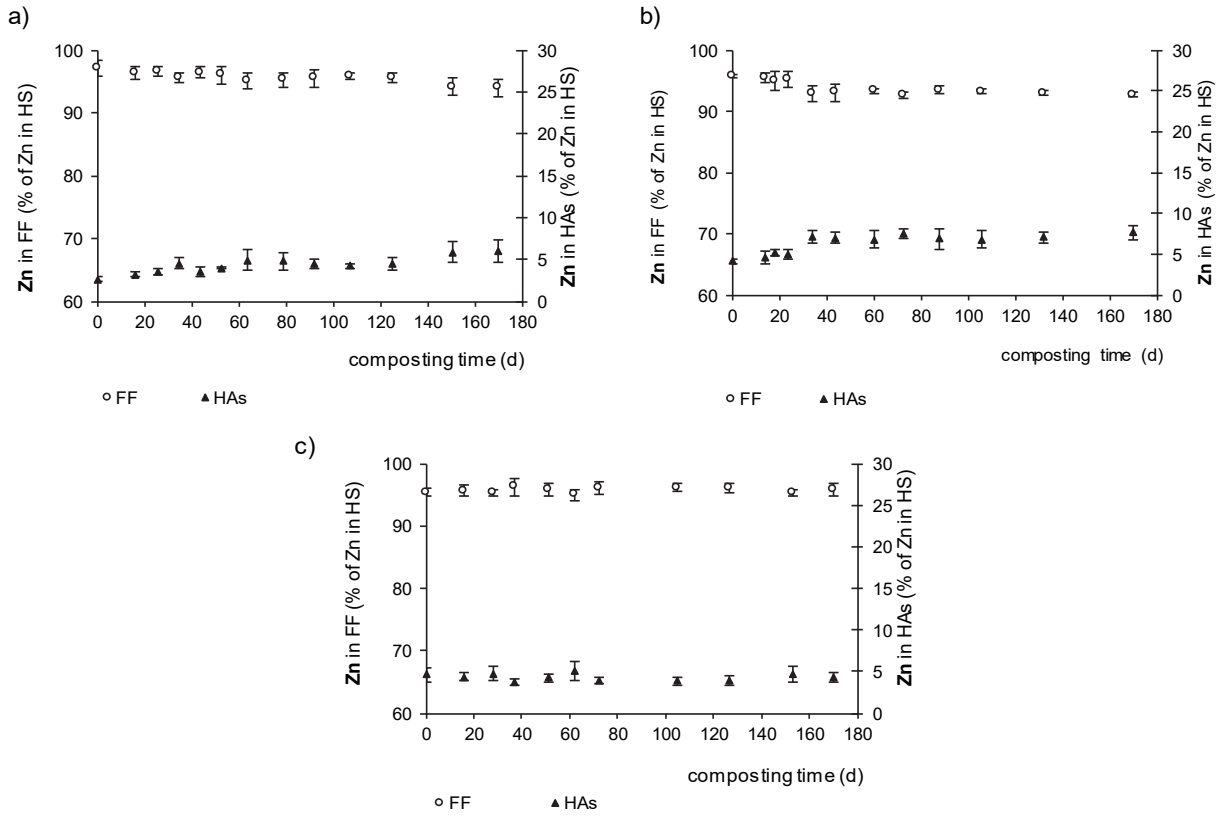 a)
Zn in FF (% of Zn in HS)
100
90
80
70
60
30
25
20
15
10
5
0
Zn in HAs (% of Zn in HS)
0 20 40 60 80 100 120 140 160 180
composting time (d)
FF HAs
b)
Zn in FF (% of Zn in HS)
100
90
80
70
60
30
25
20
15
10
5
0
Zn in HAs (% of Zn in HS)
0 20 40 60 80 100 120 140 160 180
composting time (d)
FF HAs
c)
Zn in FF (% of Zn in HS)
100
90
80
70
60
30
25
20
15
10
5
0
Zn in HAs (% of Zn in HS)
0 20 40 60 80 100 120 140 160 180
composting time (d)
FF HAs